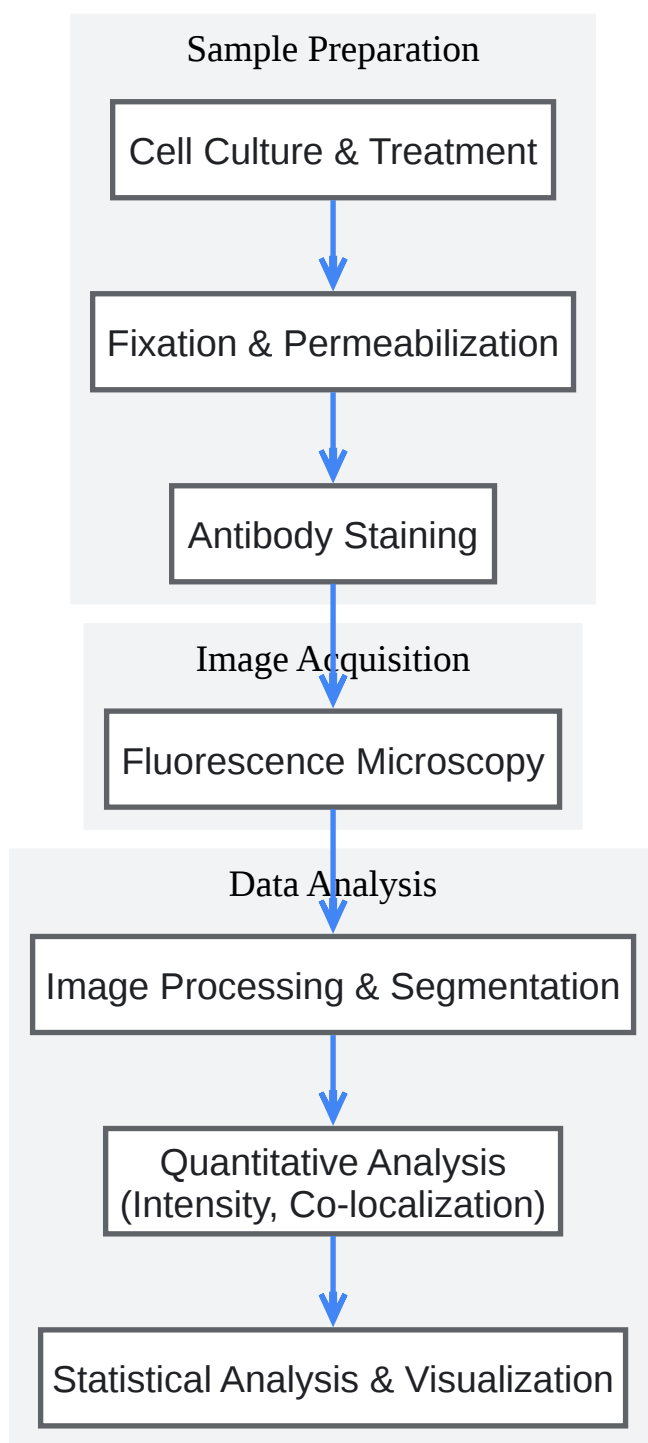 Sample Preparation
Cell Culture & Treatment
Fixation & Permeabilization
Antibody Staining
Image Acquisition
Fluorescence Microscopy
Data Analysis
Image Processing & Segmentation
Quantitative Analysis
(Intensity, Co-localization)
Statistical Analysis & Visualization